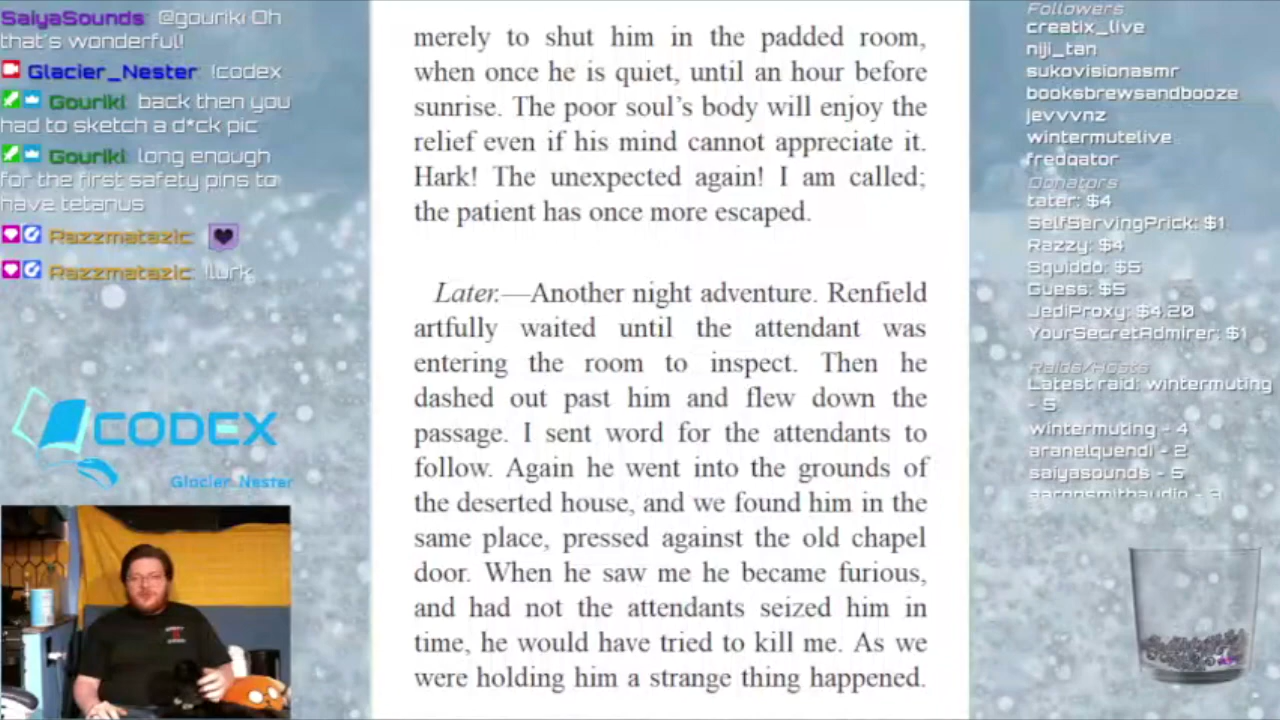 SaiyaSounds: @gouriki Oh
that's wonderful!
Glacier_Nester: !codex
Gouriki: back then you
had to sketch a d*ck pic
Gouriki: long enough
for the first safety pins to
have tetanus
Razzmatazic:
Razzmatazic: !lurk
CODEX
Glacier Nester
merely to shut him in the padded room,
when once he is quiet, until an hour before
sunrise. The poor soul's body will enjoy the
relief even if his mind cannot appreciate it.
Hark! The unexpected again! I am called;
the patient has once more escaped.
Later.—Another night adventure. Renfield
artfully waited until the attendant was
entering the room to inspect. Then he
dashed out past him and flew down the
passage. I sent word for the attendants to
follow. Again he went into the grounds of
the deserted house, and we found him in the
same place, pressed against the old chapel
door. When he saw me he became furious,
and had not the attendants seized him in
time, he would have tried to kill me. As we
were holding him a strange thing happened.
Followers
creatix_live
niji_tan
sukovisionasmr
booksbrewsandbooze
jevvvnz
wintermutelive
fredgator
Donators
tater: $4
SelfServingPrick: $1
Razzy: $4
Squiddo: $5
Guess: $5
JediProxy: $4.20
YourSecretAdmirer: $1
Raids/Hosts
Latest raid: wintermuting
- 5
wintermuting - 4
aranelquendi - 2
saiyasounds - 5
aaronsmithaudio - 3